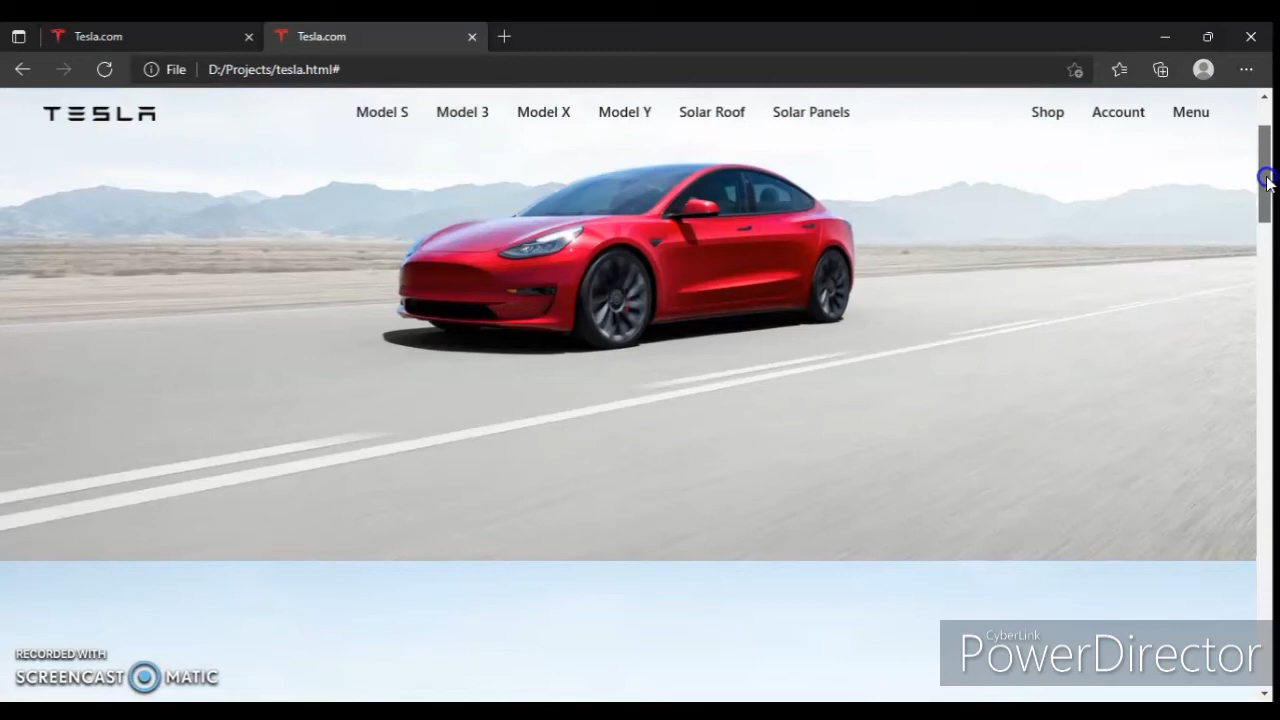 Tesla.com
Tesla.com
File
D:/Projects/tesla.html#
TESLA
Model S
Model 3
Model X
Model Y
Solar Roof
Solar Panels
Shop
Account
Menu
RECORDED WITH
SCREENCAST MATIC
CyberLink
PowerDirector